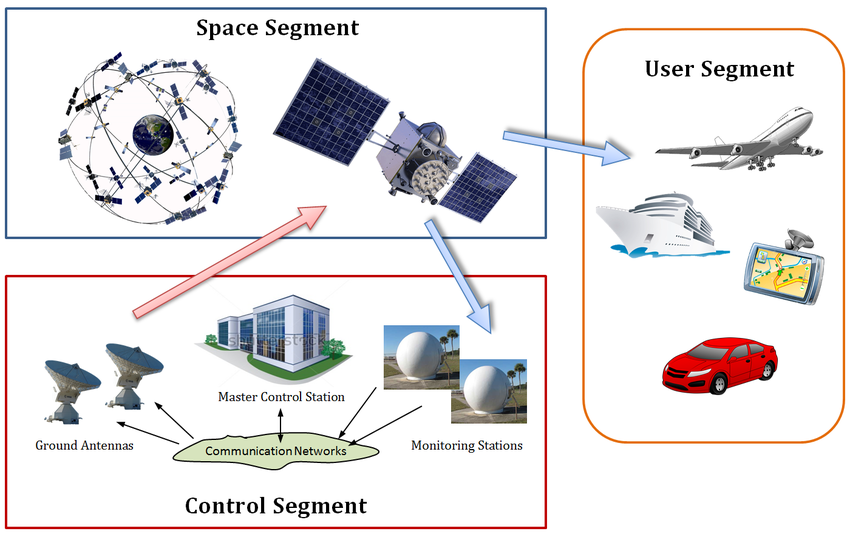 Space Segment
User Segment
Master Control Station
Ground Antennas
Communication Networks
Monitoring Stations
Control Segment